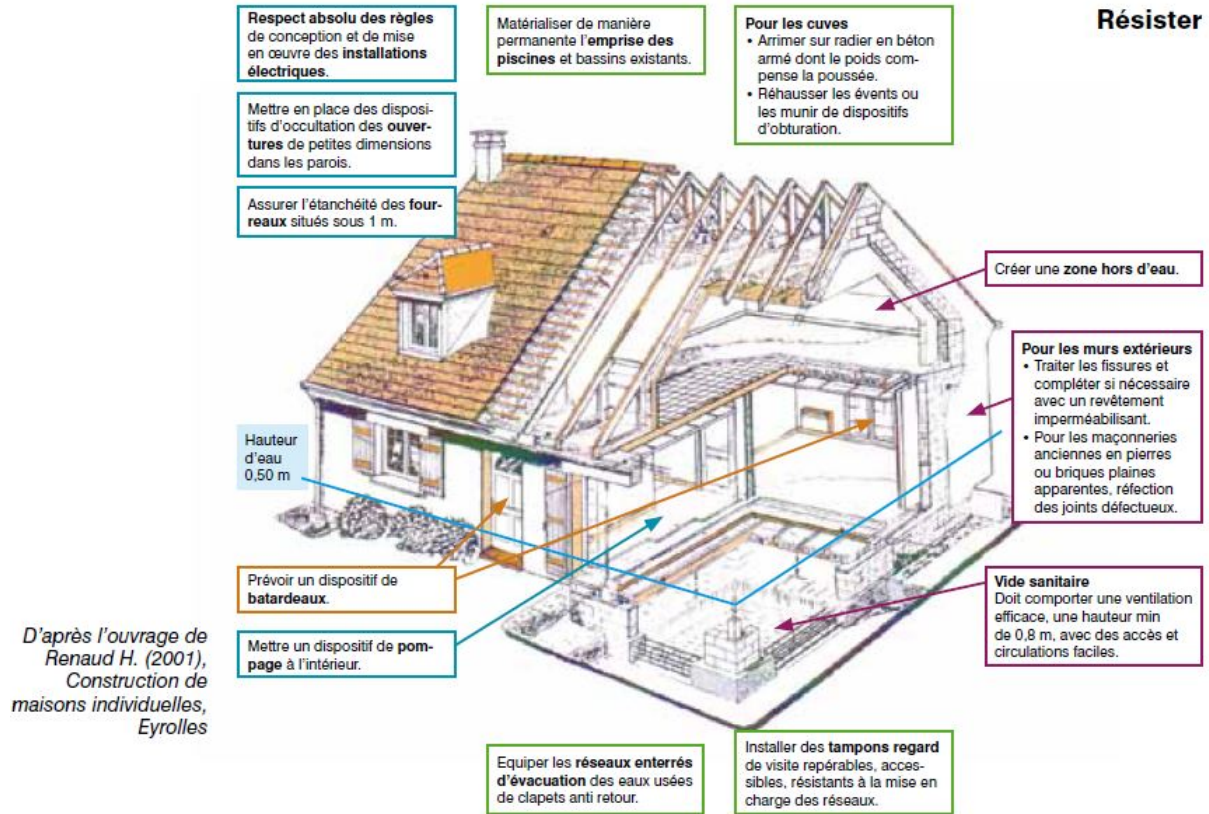 Résister
Respect absolu des règles
de conception et de mise
en œuvre des installations
électriques.
Mettre en place des disposi-
tifs d'occultation des ouver-
tures de petites dimensions
dans les parois.
Assurer l'étanchéité des four-
reaux situés sous 1 m.
Matérialiser de manière
permanente l'emprise des
piscines et bassins existants.
Pour les cuves
• Arrimer sur radier en béton
armé dont le poids com-
pense la poussée.
• Réhausser les évents ou
les munir de dispositifs
d'obturation.
Créer une zone hors d'eau.
Pour les murs extérieurs
• Traiter les fissures et
compléter si nécessaire
avec un revêtement
imperméabilisant.
• Pour les maçonneries
anciennes en pierres
ou briques plaines
apparentes, réfection
des joints défectueux.
Hauteur
d'eau
0,50 m
Prévoir un dispositif de
batardeaux.
Mettre un dispositif de pom-
page à l'intérieur.
Vide sanitaire
Doit comporter une ventilation
efficace, une hauteur min
de 0,8 m, avec des accès et
circulations faciles.
D'après l'ouvrage de
Renaud H. (2001),
Construction de
maisons individuelles,
Eyrolles
Equiper les réseaux enterrés
d'évacuation des eaux usées
de clapets anti retour.
Installer des tampons regard
de visite repérables, acces-
sibles, résistants à la mise en
charge des réseaux.